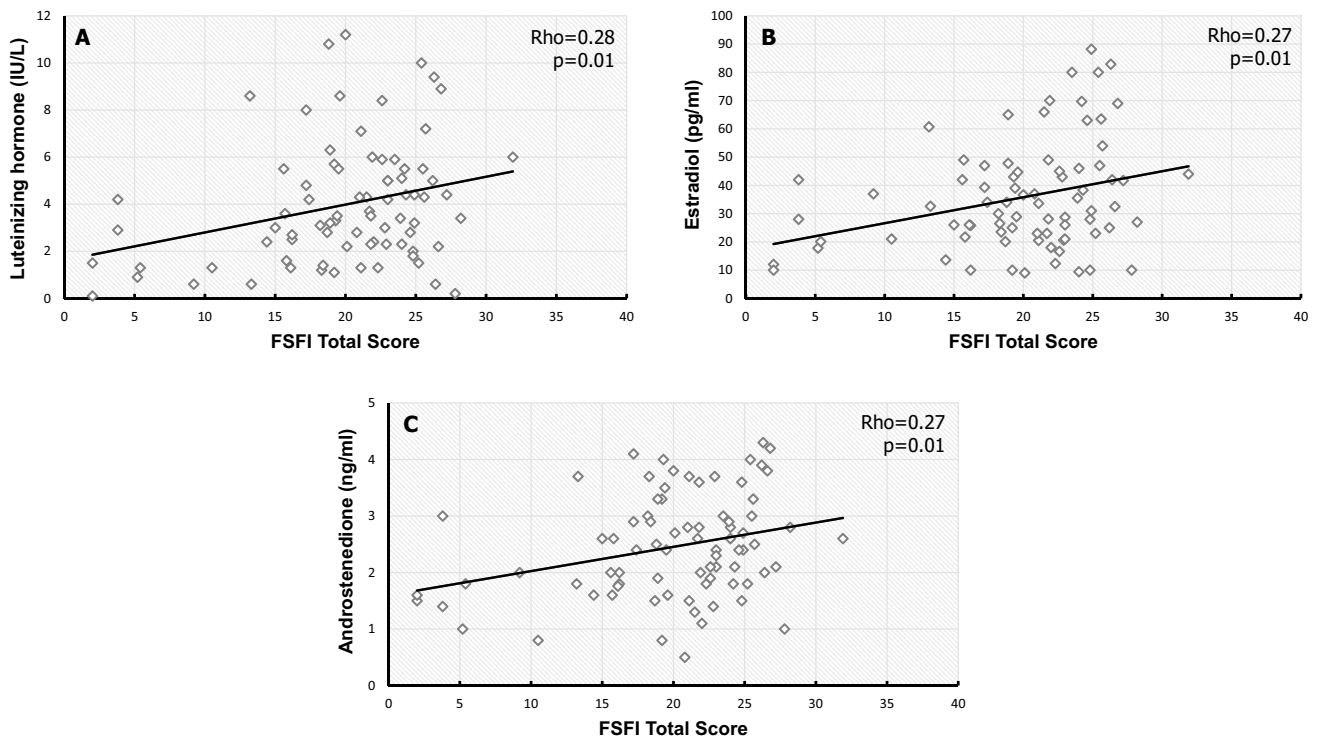 A
Rho=0.28
p=0.01
Luteinizing hormone (IU/L)
12
10
8
6
4
2
0
0 5 10 15 20 25 30 35 40
FSFI Total Score
B
Rho=0.27
p=0.01
Estradiol (pg/ml)
100
90
80
70
60
50
40
30
20
10
0
0 5 10 15 20 25 30 35 40
FSFI Total Score
C
Rho=0.27
p=0.01
Androstenedione (ng/ml)
5
4
3
2
1
0
0 5 10 15 20 25 30 35 40
FSFI Total Score